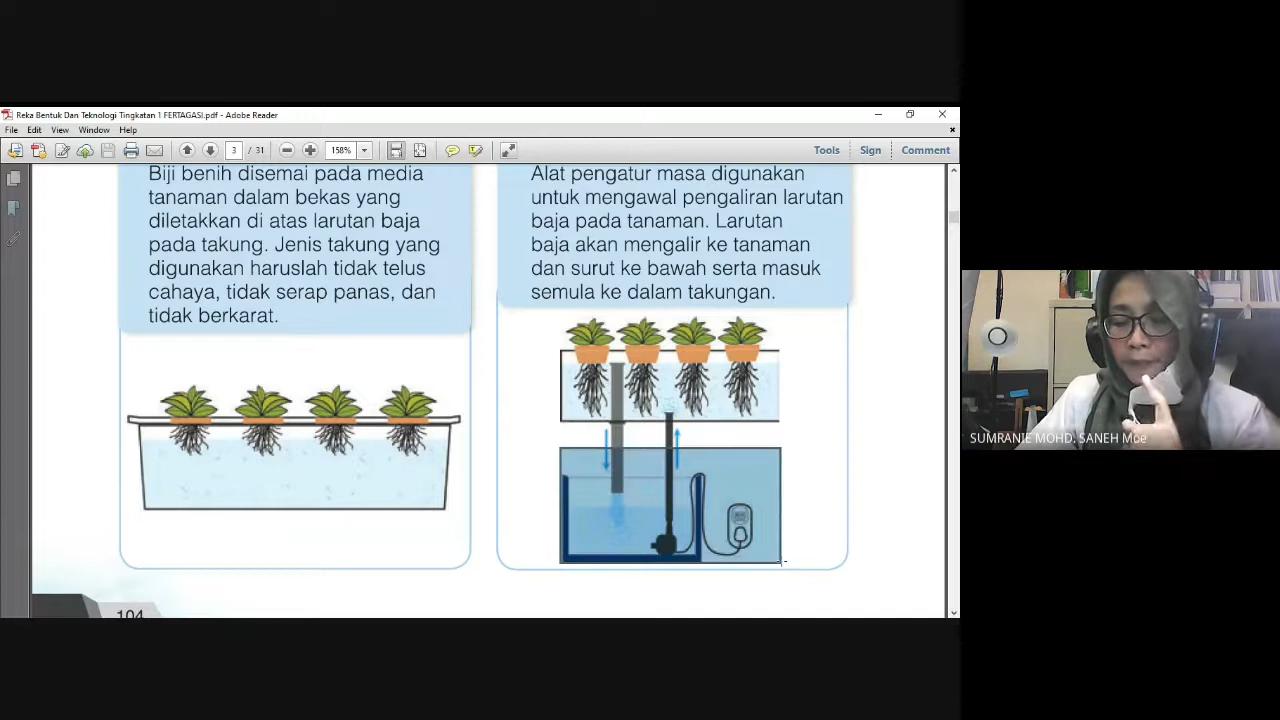 Reka Bentuk Dan Teknologi Tingkatan 1 FERTAGASI.pdf - Adobe Reader
File Edit View Window Help
3 / 31 158% Tools Sign Comment
Biji benih disemai pada media
tanaman dalam bekas yang
diletakkan di atas larutan baja
pada takung. Jenis takung yang
digunakan haruslah tidak telus
cahaya, tidak serap panas, dan
tidak berkarat.
Alat pengatur masa digunakan
untuk mengawal pengaliran larutan
baja pada tanaman. Larutan
baja akan mengalir ke tanaman
dan surut ke bawah serta masuk
semula ke dalam takungan.
104
SUMRANIE MOHD. SANEH Moe